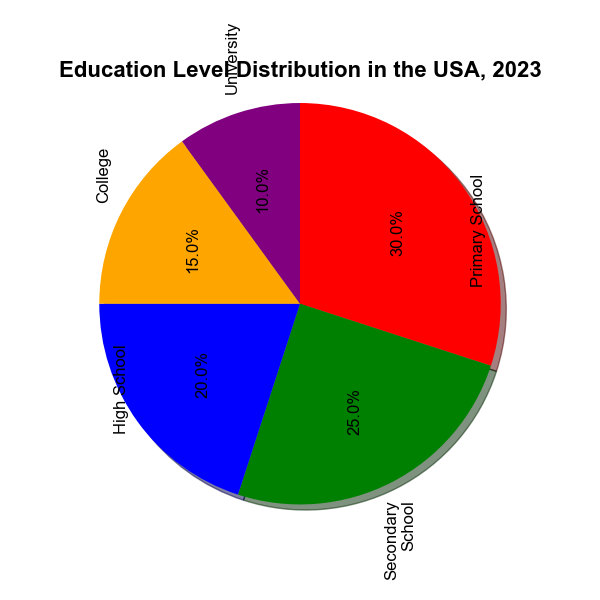 University
Education Level Distribution in the USA, 2023
College
10.0%
Primary School
30.0%
15.0%
High School
20.0%
25.0%
Secondary
School